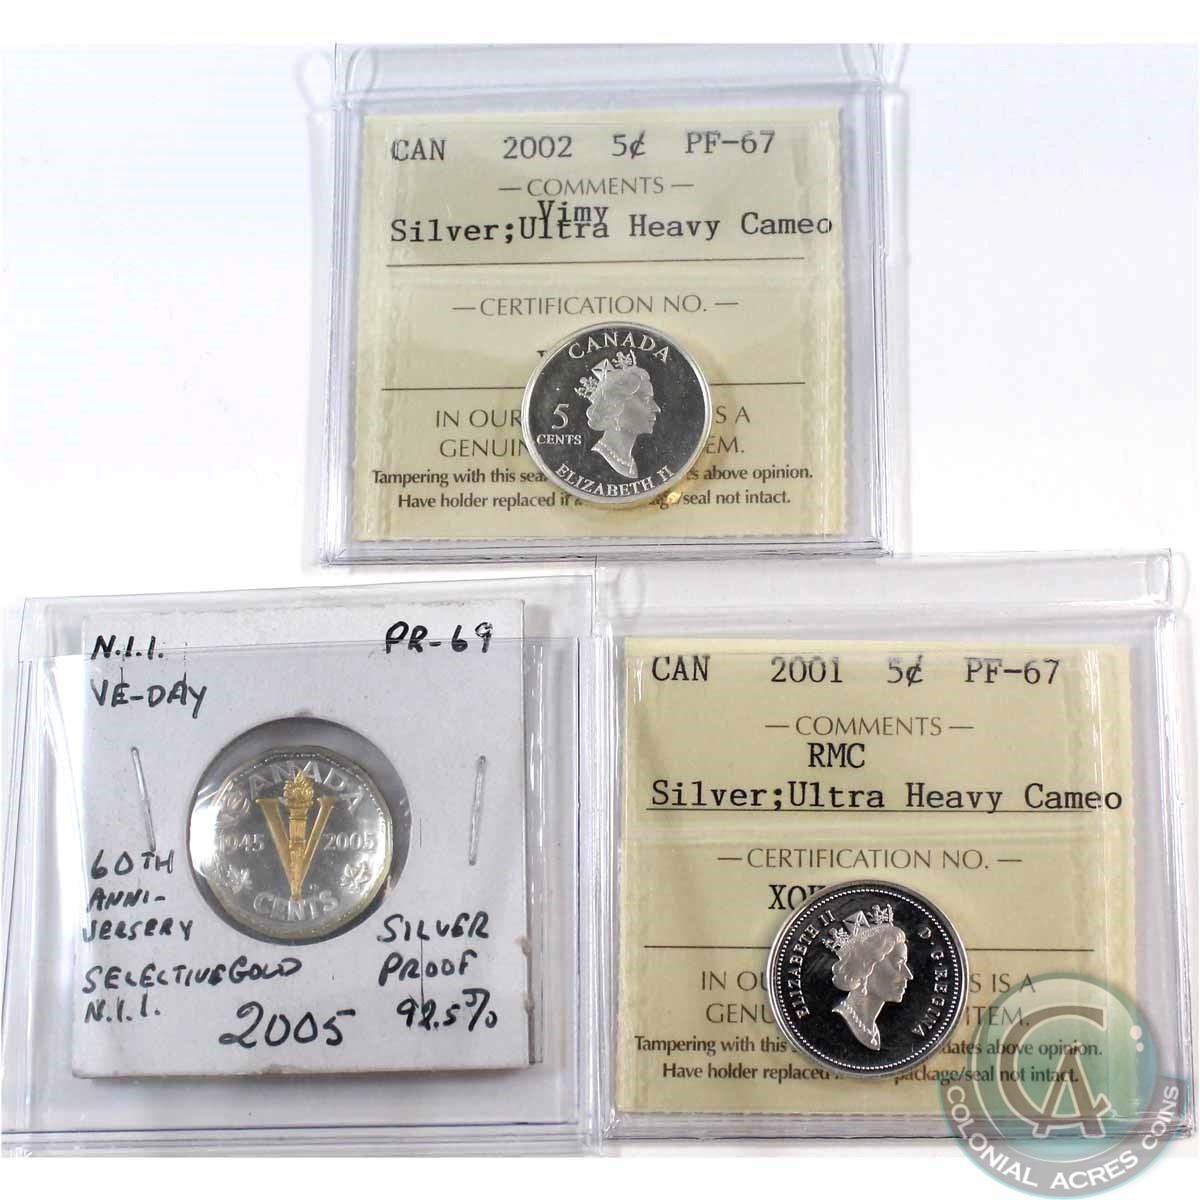 CAN 2002 5¢ PF-67
— COMMENTS —
Vimy
Silver;Ultra Heavy Cameo
— CERTIFICATION NO. —
IN OUR S A
GENUIN EM.
Tampering with this sea es above opinion.
Have holder replaced if age/seal not intact.
CANADA
5
CENTS
ELIZABETH II
N.I.I. PR-69
VE-DAY
CANADA
1945 2005
CENTS
60TH
ANNI-
VERSERY
SELECTIVE GOLD
N.I.I.
2005
SILVER
PROOF
92.5%
CAN 2001 5¢ PF-67
— COMMENTS —
RMC
Silver;Ultra Heavy Cameo
— CERTIFICATION NO. —
IN OU S IS A
GENU ITEM.
Tampering with this dates above opinion.
Have holder replaced package/seal not intact.
ELIZABETH II D·G·REGINA
CA
COLONIAL ACRES COINS